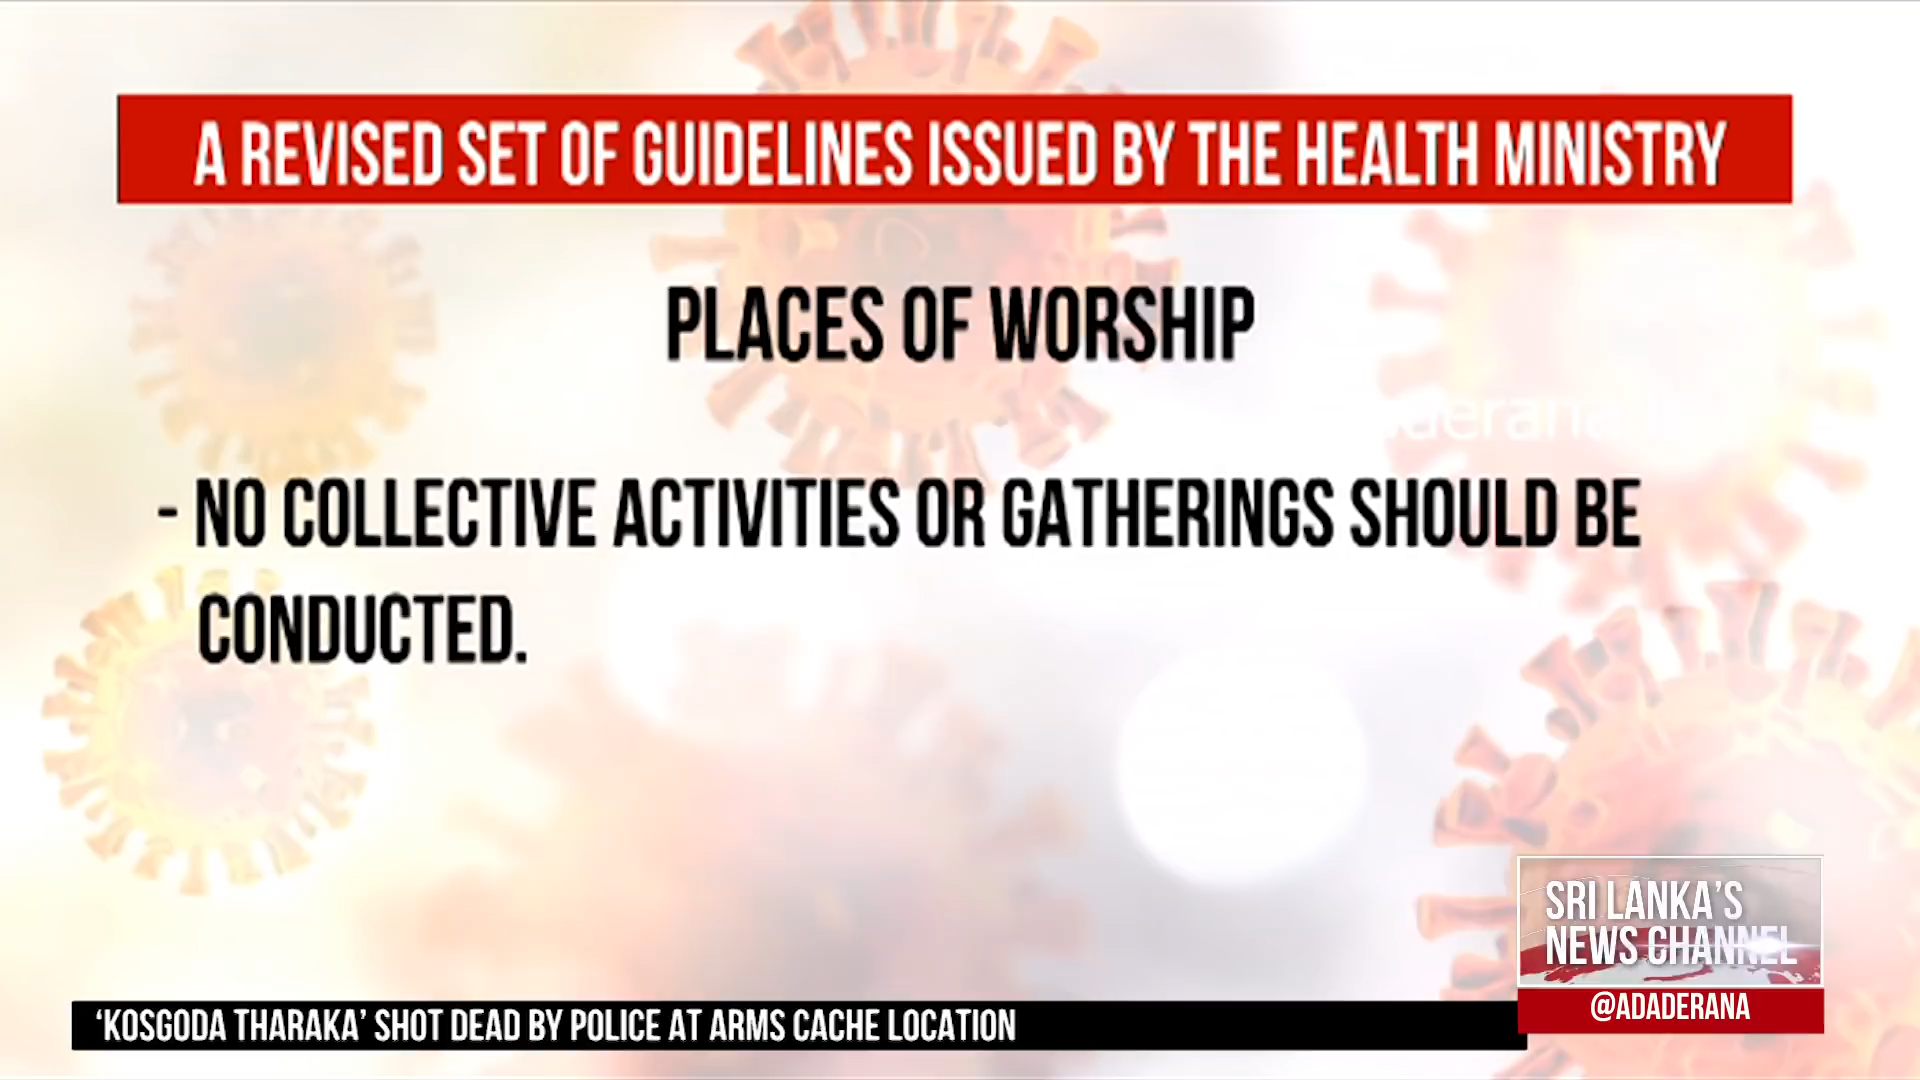 A REVISED SET OF GUIDELINES ISSUED BY THE HEALTH MINISTRY
PLACES OF WORSHIP
- NO COLLECTIVE ACTIVITIES OR GATHERINGS SHOULD BE
CONDUCTED.
SRI LANKA'S
NEWS CHANNEL
@ADADERANA
‘KOSGODA THARAKA’ SHOT DEAD BY POLICE AT ARMS CACHE LOCATION